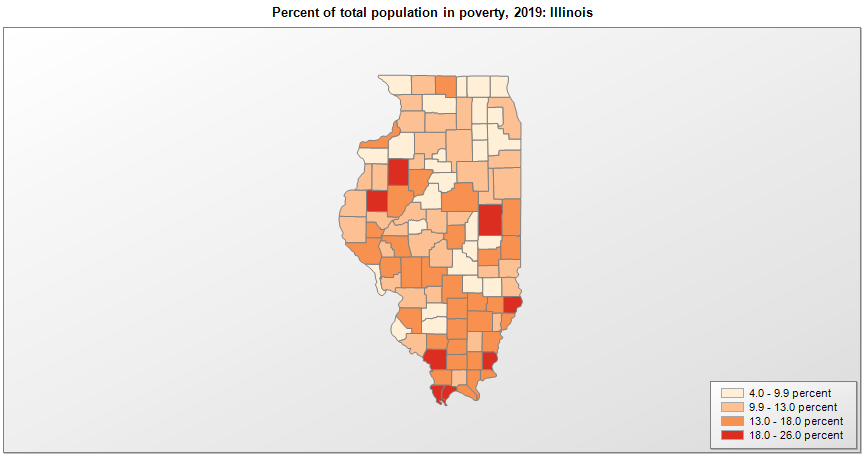 Percent of total population in poverty, 2019: Illinois
4.0 - 9.9 percent
9.9 - 13.0 percent
13.0 - 18.0 percent
18.0 - 26.0 percent